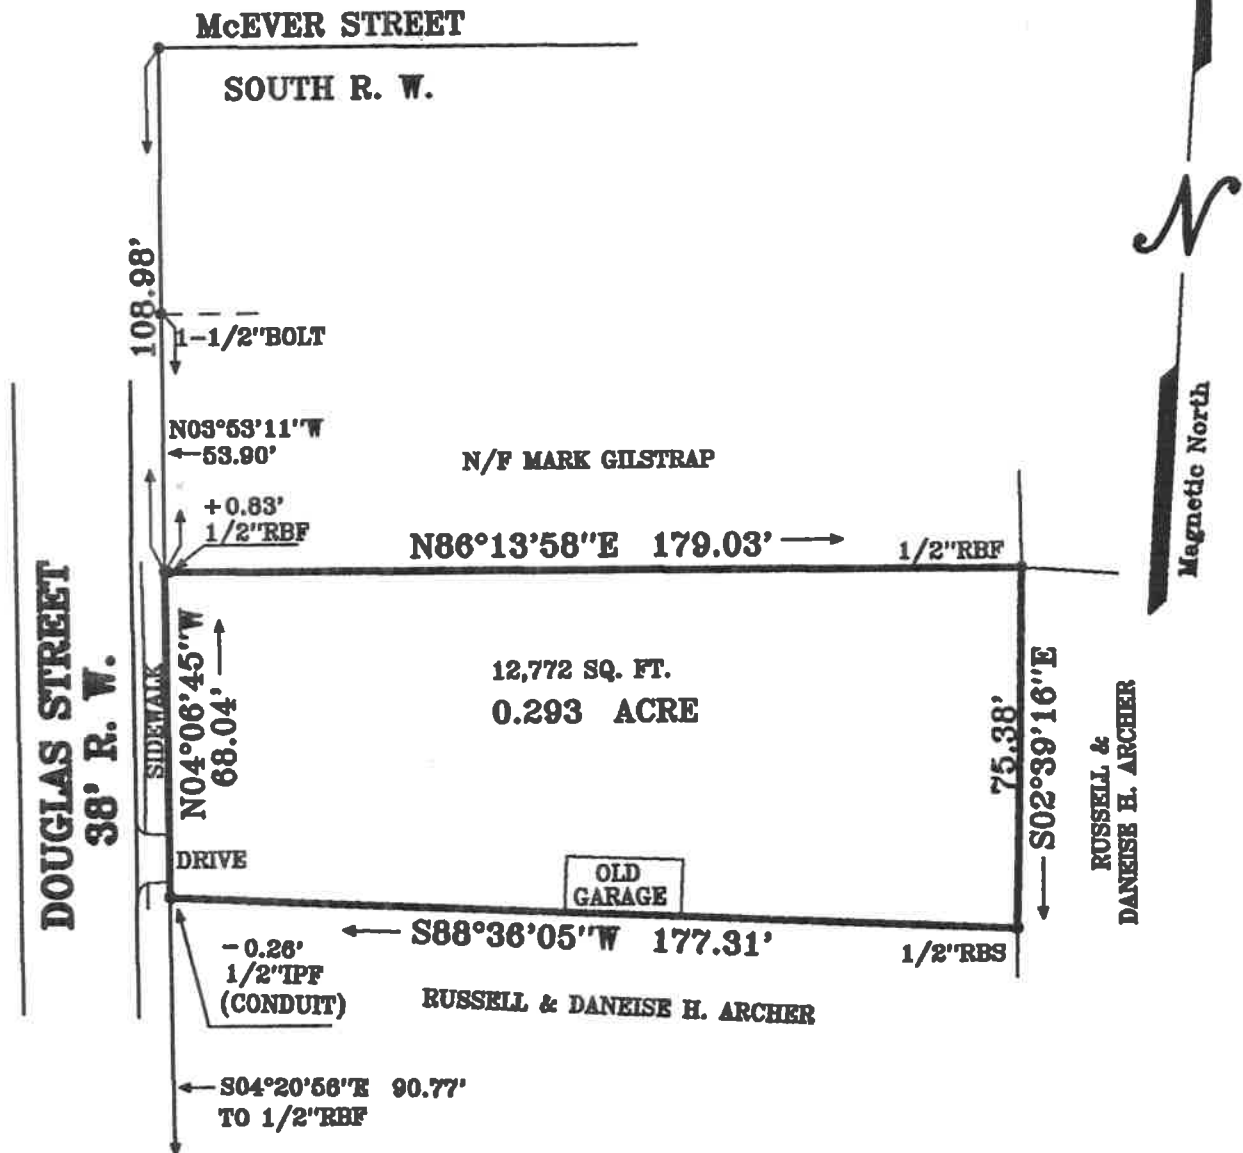 McEVER STREET
SOUTH R. W.
N
Magnetic North
108.98'
1-1/2"BOLT
N03°53'11"W
53.90'
N/F MARK GILSTRAP
+0.83'
1/2"RBF
N86°13'58"E 179.03'
1/2"RBF
DOUGLAS STREET
38' R. W.
SIDEWALK
N04°06'45"W
68.04'
12,772 SQ. FT.
0.293 ACRE
75.38'
S02°39'16"E
RUSSELL &
DANEISE H. ARCHER
DRIVE
OLD
GARAGE
S88°36'05"W 177.31'
1/2"RBS
-0.26'
1/2"IPF
(CONDUIT)
RUSSELL & DANEISE H. ARCHER
S04°20'56"E 90.77'
TO 1/2"RBF